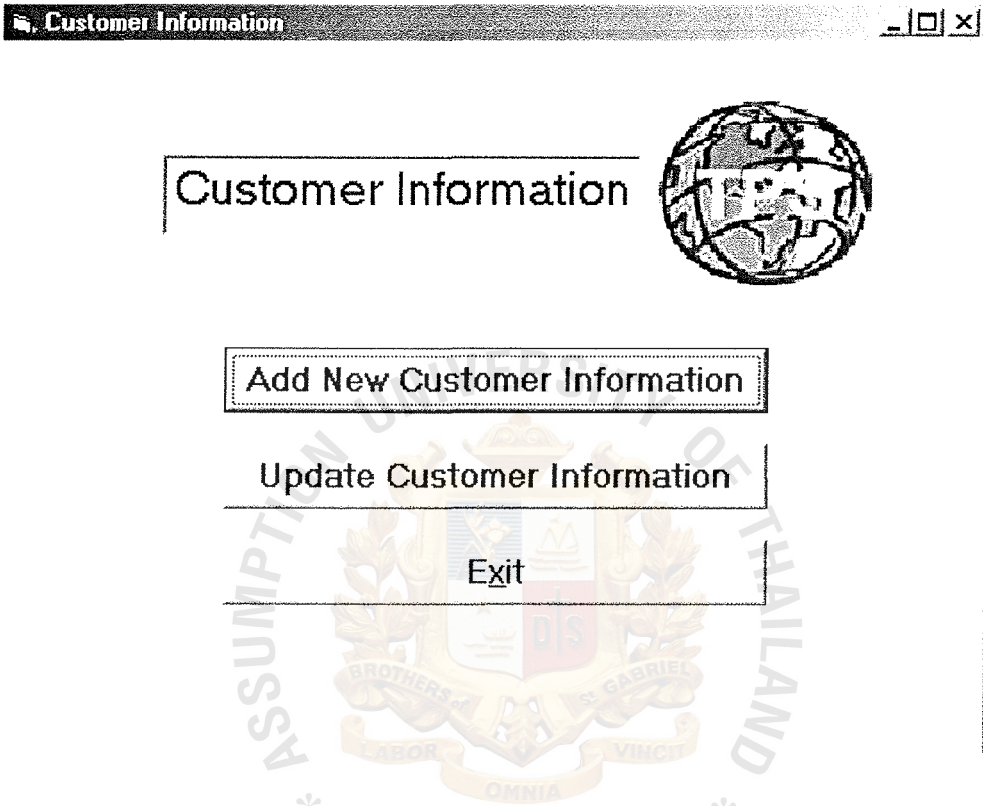 Customer Information
Customer Information
Add New Customer Information
Update Customer Information
Exit
ASSUMPTION UNIVERSITY OF THAILAND
D S
BROTHERS of ST GABRIEL
LABOR
VINCIT
OMNIA